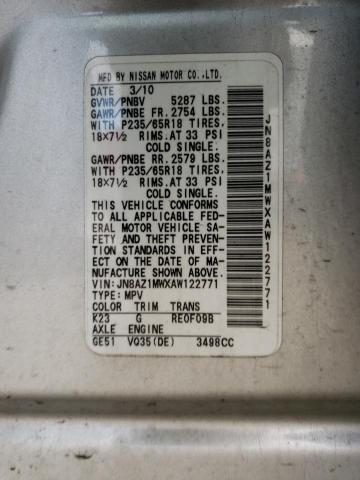 MFD BY NISSAN MOTOR CO.,LTD.
DATE 3/10
GVWR/PNBV 5287 LBS.
GAWR/PNBE FR. 2754 LBS.
WITH P235/65R18 TIRES,
18X7½ RIMS.AT 33 PSI
COLD SINGLE.
GAWR/PNBE RR. 2579 LBS.
WITH P235/65R18 TIRES,
18X7½ RIMS.AT 33 PSI
COLD SINGLE.
THIS VEHICLE CONFORMS
TO ALL APPLICABLE FED-
ERAL MOTOR VEHICLE SA-
FETY AND THEFT PREVENTION
STANDARDS IN EFF-
ECT ON THE DATE OF MA-
NUFACTURE SHOWN ABOVE.
VIN:JN8AZ1MWXAW122771
TYPE: MPV
COLOR TRIM TRANS
K23 G RE0F09B
AXLE ENGINE
GE51 VQ35(DE) 3498CC
JN8AZ1MWXAW122771